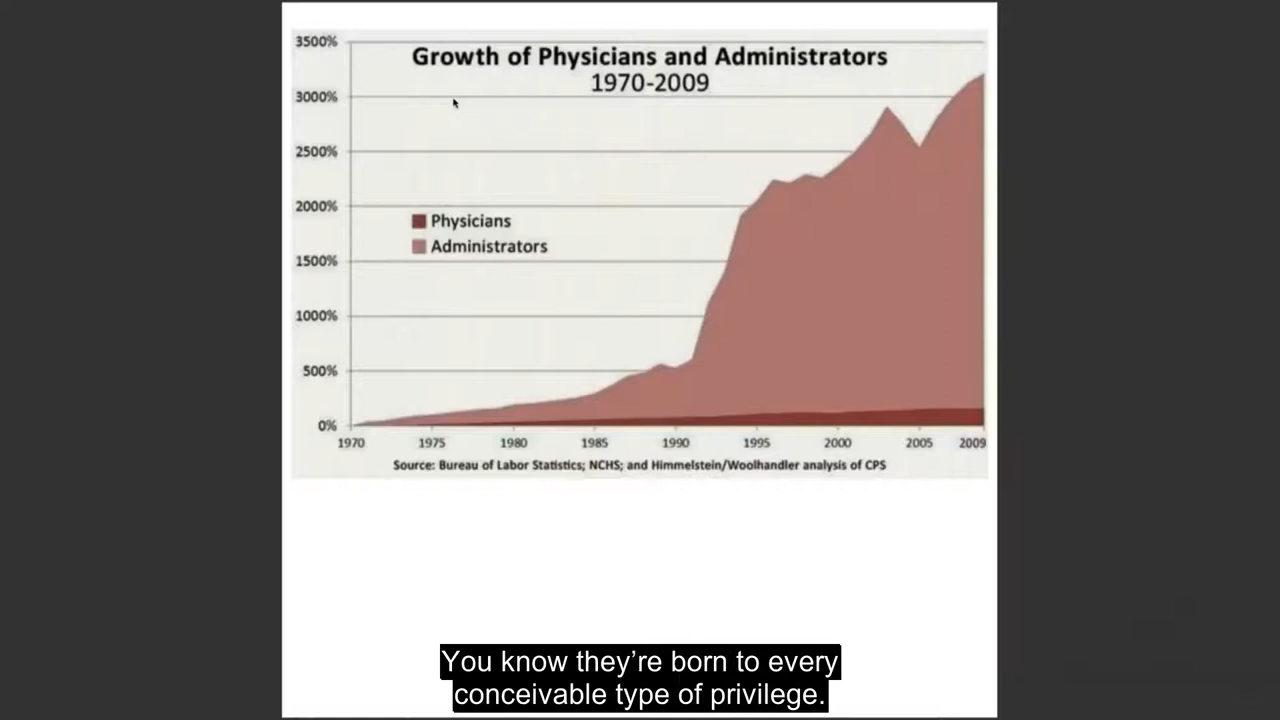 Growth of Physicians and Administrators
1970-2009
3500%
3000%
2500%
2000%
1500%
1000%
500%
0%
Physicians
Administrators
1970 1975 1980 1985 1990 1995 2000 2005 2009
Source: Bureau of Labor Statistics; NCHS; and Himmelstein/Woolhandler analysis of CPS
You know they’re born to every
conceivable type of privilege.